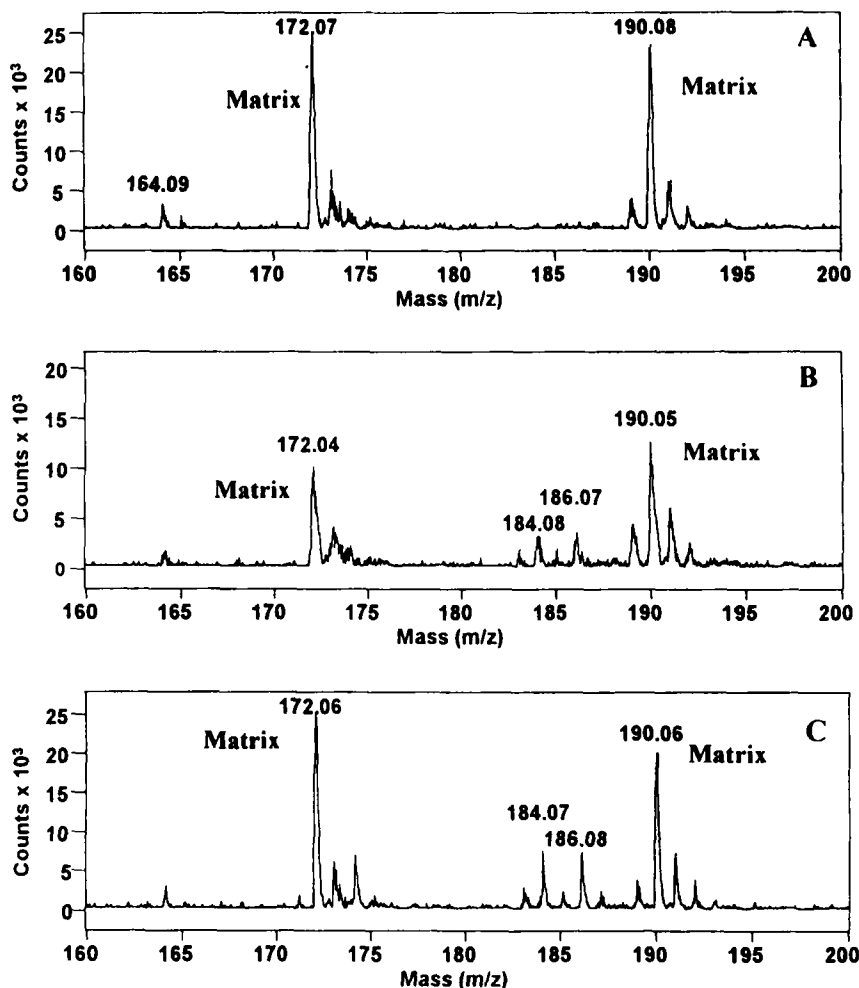 172.07
190.08
A
25
20
Matrix
Matrix
15
Counts x 10³
10
164.09
5
0
160 165 170 175 180 185 190 195 200
Mass (m/z)
20
B
190.05
15
172.04
Matrix
Counts x 10³
10
Matrix
186.07
184.08
5
0
160 165 170 175 180 185 190 195 200
Mass (m/z)
172.06
25
190.06
C
Matrix
Matrix
20
15
184.07
Counts x 10³
186.08
10
5
0
160 165 170 175 180 185 190 195 200
Mass (m/z)